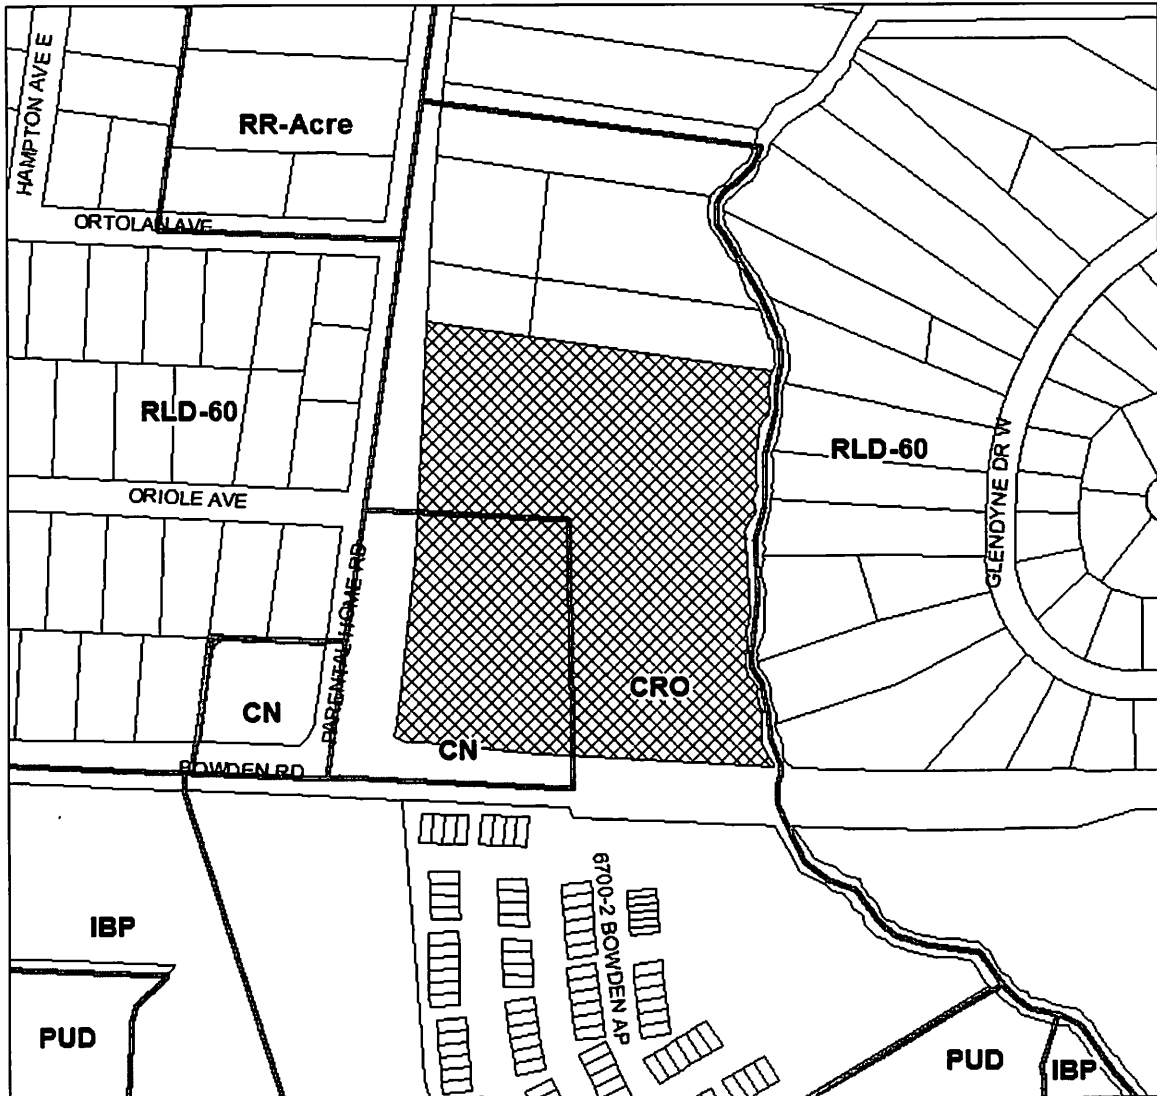 HAMPTON AVE E
RR-Acre
ORTOLAN AVE
RLD-60
RLD-60
GLENDYNE DR W
ORIOLE AVE
PARENTAL HOME RD
CRO
CN
CN
BOWDEN RD
6700-2 BOWDEN AP
IBP
PUD
PUD
IBP